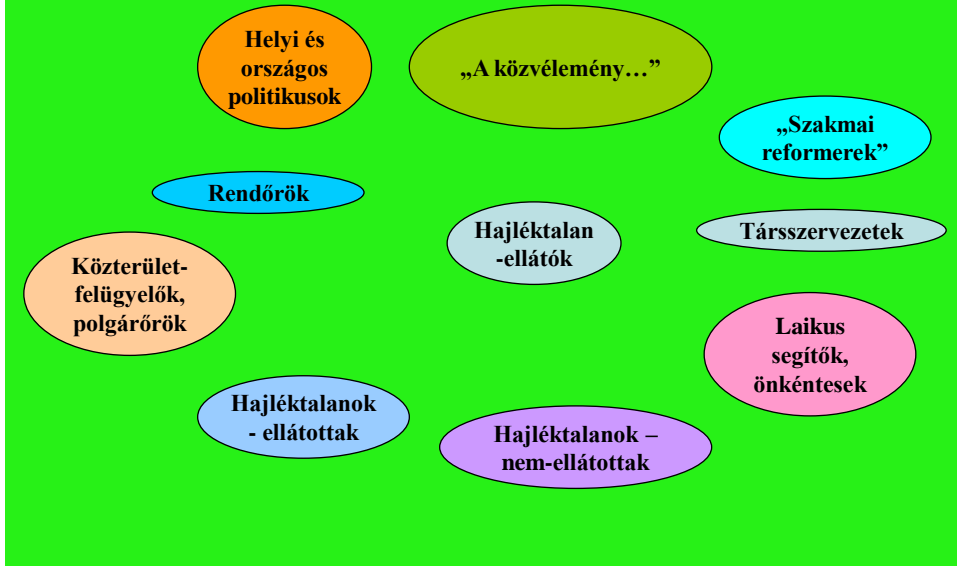 Helyi és
országos
politikusok
„A közvélemény…”
„Szakmai
reformerek”
Rendőrök
Hajléktalan
-ellátók
Társszervezetek
Közterület-
felügyelők,
polgárőrök
Laikus
segítők,
önkéntesek
Hajléktalanok
- ellátottak
Hajléktalanok –
nem-ellátottak